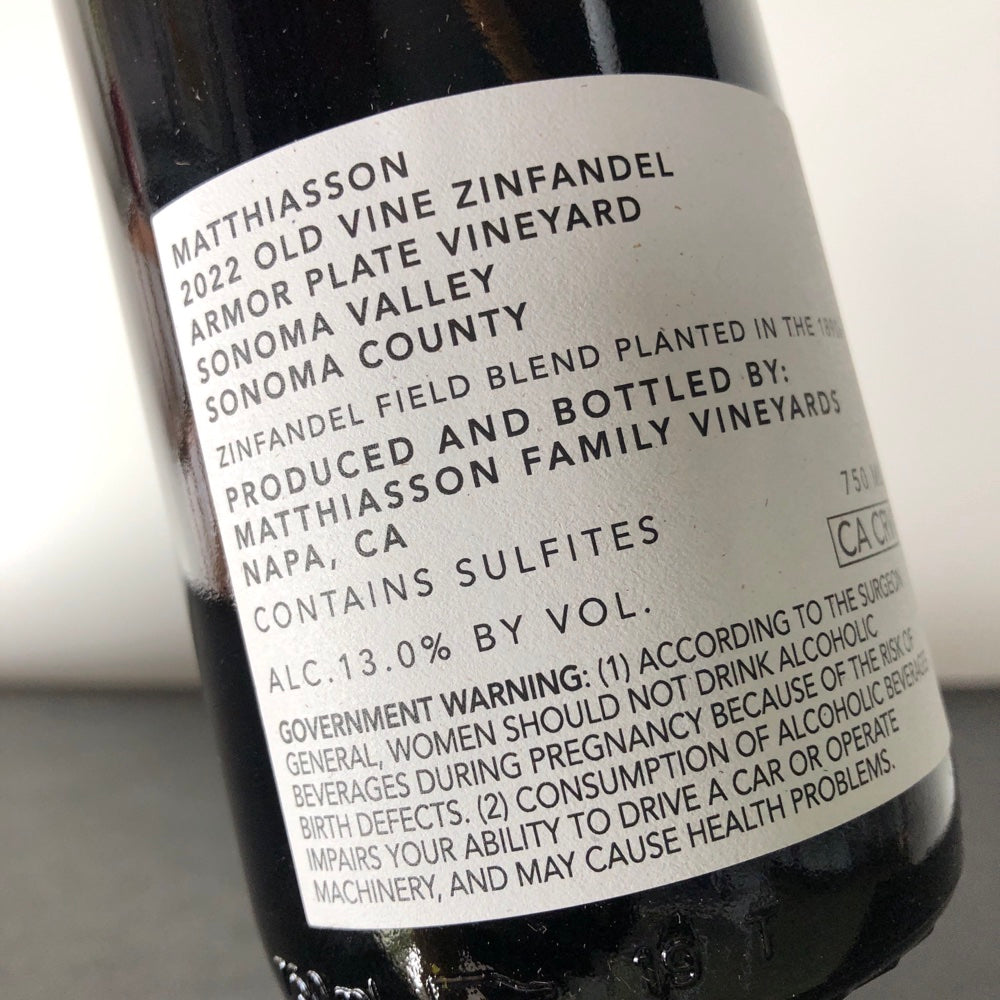 MATTHIASSON
2022 OLD VINE ZINFANDEL
ARMOR PLATE VINEYARD
SONOMA VALLEY
SONOMA COUNTY
ZINFANDEL FIELD BLEND PLANTED IN THE
PRODUCED AND BOTTLED BY:
MATTHIASSON FAMILY VINEYARDS
NAPA, CA
750
CONTAINS SULFITES
CA
ALC.13.0% BY VOL.
GOVERNMENT WARNING: (1) ACCORDING TO THE SURGEON
GENERAL, WOMEN SHOULD NOT DRINK ALCOHOLIC
BEVERAGES DURING PREGNANCY BECAUSE OF THE RISK OF
BIRTH DEFECTS. (2) CONSUMPTION OF ALCOHOLIC BEVERAGES
IMPAIRS YOUR ABILITY TO DRIVE A CAR OR OPERATE
MACHINERY, AND MAY CAUSE HEALTH PROBLEMS.
19